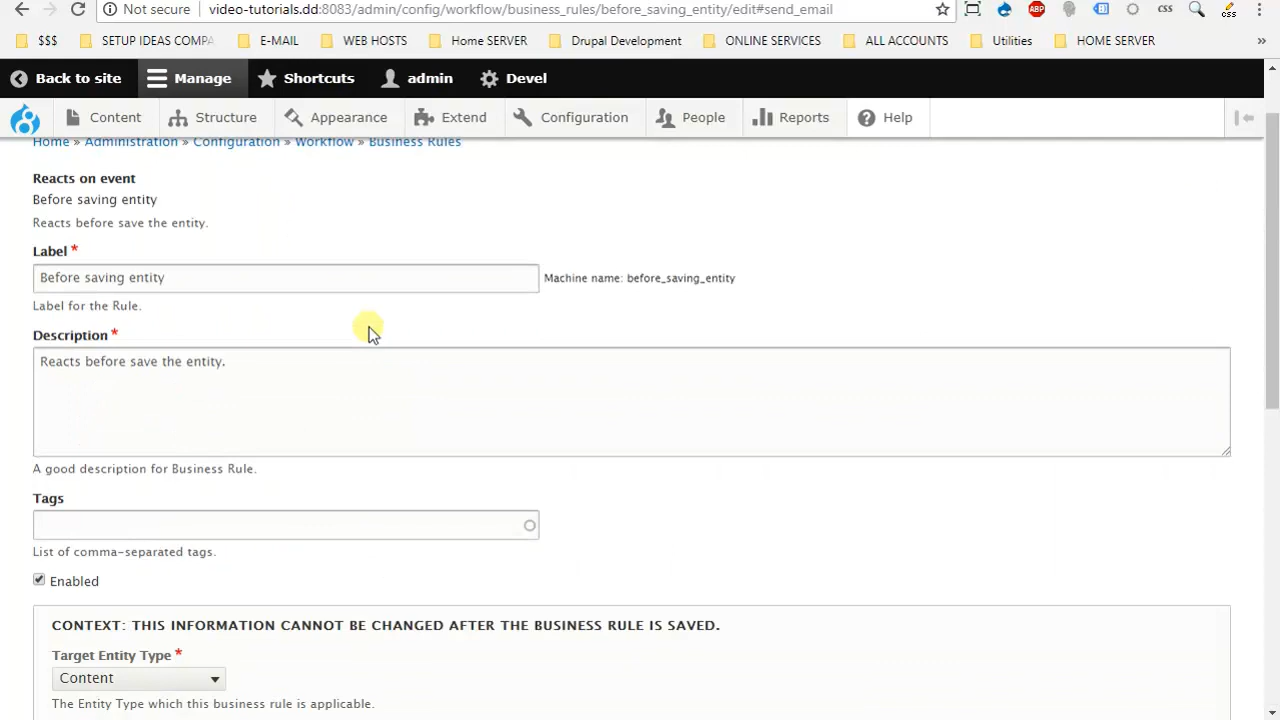 Not secure video-tutorials.dd:8083/admin/config/workflow/business_rules/before_saving_entity/edit#send_email ABP css
$$$ SETUP IDEAS COMPA E-MAIL WEB HOSTS Home SERVER Drupal Development ONLINE SERVICES ALL ACCOUNTS Utilities HOME SERVER »
Back to site Manage Shortcuts admin Devel
Content Structure Appearance Extend Configuration People Reports Help
Home » Administration » Configuration » Workflow » Business Rules
Reacts on event
Before saving entity
Reacts before save the entity.
Label *
Before saving entity Machine name: before_saving_entity
Label for the Rule.
Description *
Reacts before save the entity.
A good description for Business Rule.
Tags
List of comma-separated tags.
Enabled
CONTEXT: THIS INFORMATION CANNOT BE CHANGED AFTER THE BUSINESS RULE IS SAVED.
Target Entity Type *
Content
The Entity Type which this business rule is applicable.